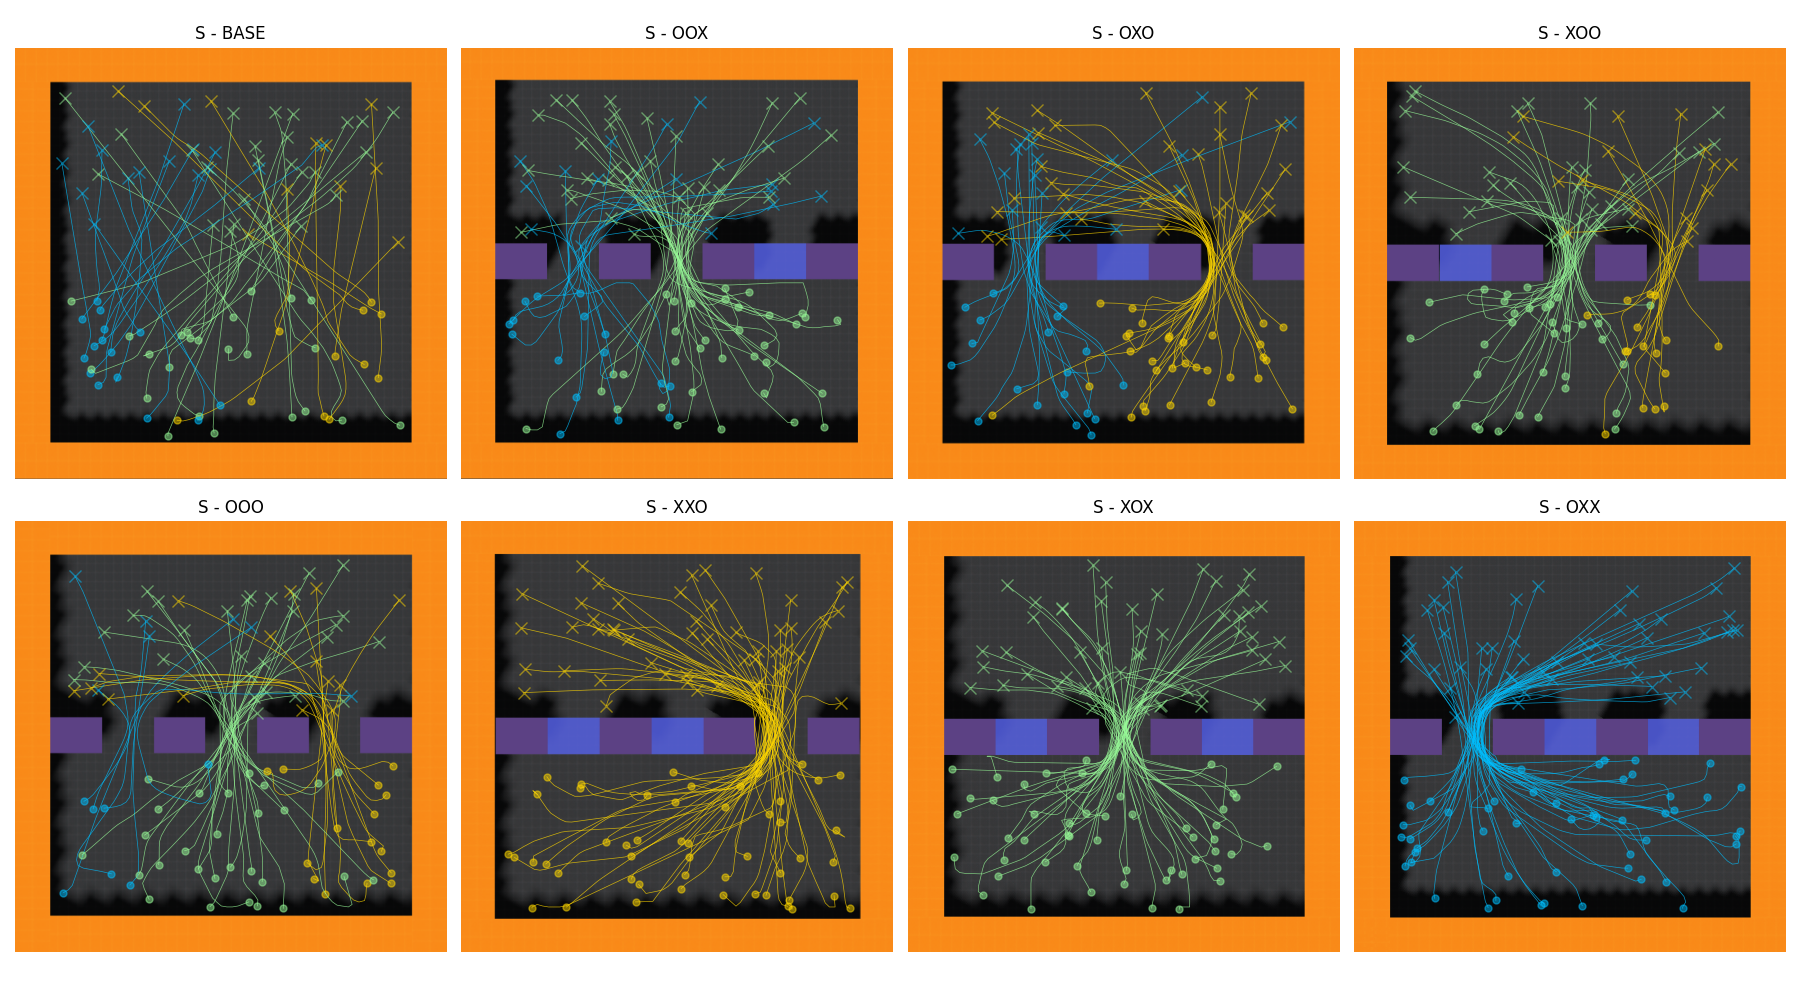 S - BASE
S - OOX
S - OXO
S - XOO
S - OOO
S - XXO
S - XOX
S - OXX